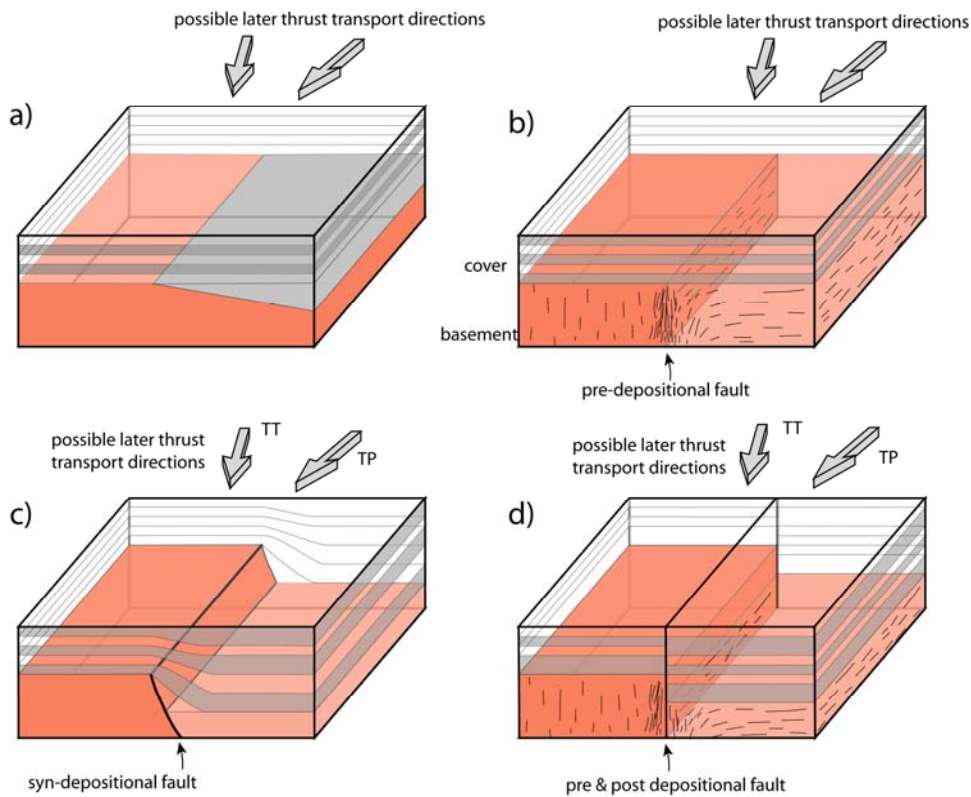 possible later thrust transport directions
a)
possible later thrust transport directions
b)
cover
basement
pre-depositional fault
possible later thrust
transport directions
TT
TP
c)
syn-depositional fault
possible later thrust
transport directions
TT
TP
d)
pre & post depositional fault